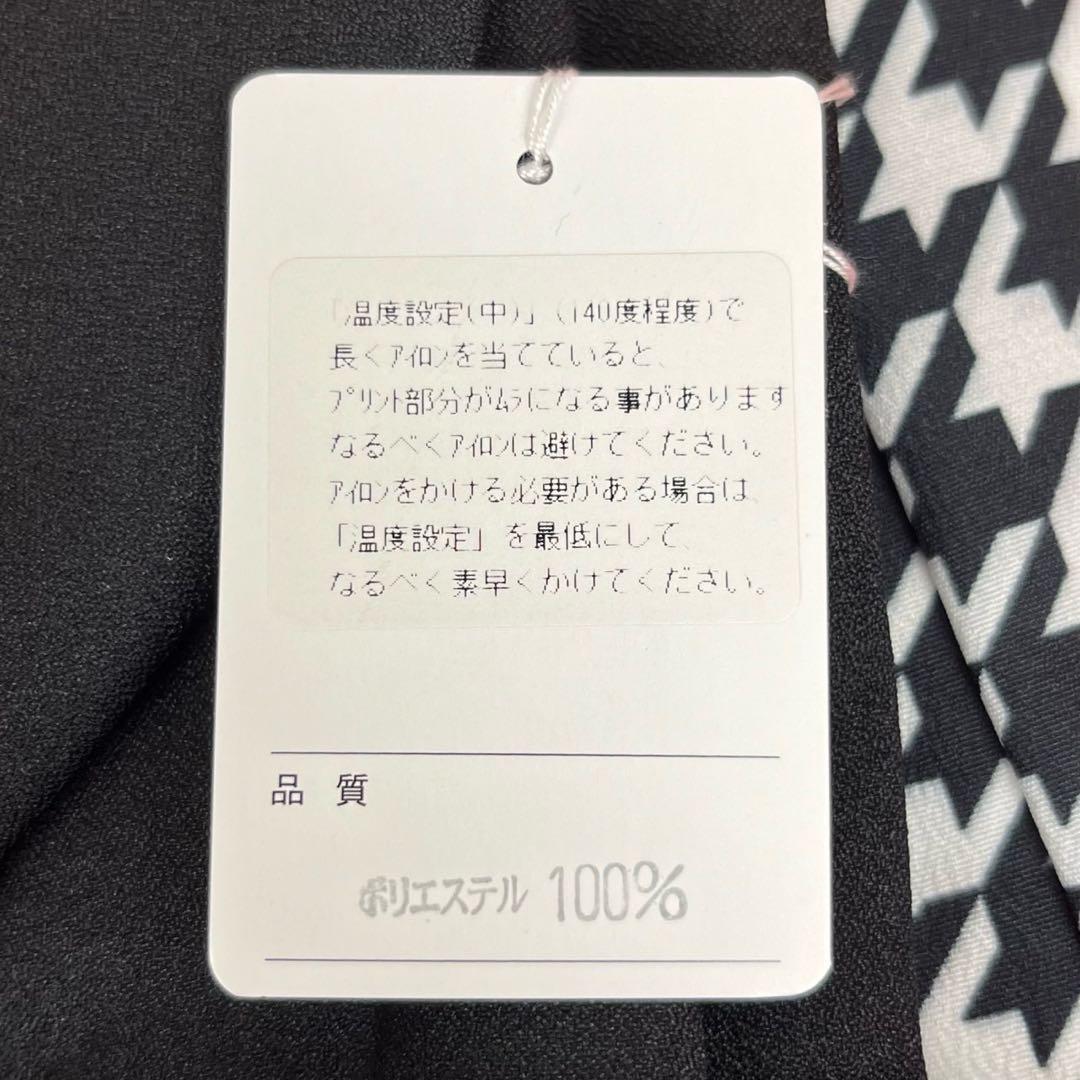 「温度設定(中)」(140度程度)で
長くｱｲﾛﾝを当てていると、
ﾌﾟﾘﾝﾄ部分がﾑﾗになる事があります
なるべくｱｲﾛﾝは避けてください。
ｱｲﾛﾝをかける必要がある場合は、
「温度設定」を最低にして、
なるべく素早くかけてください。
品 質
ポリエステル 100%